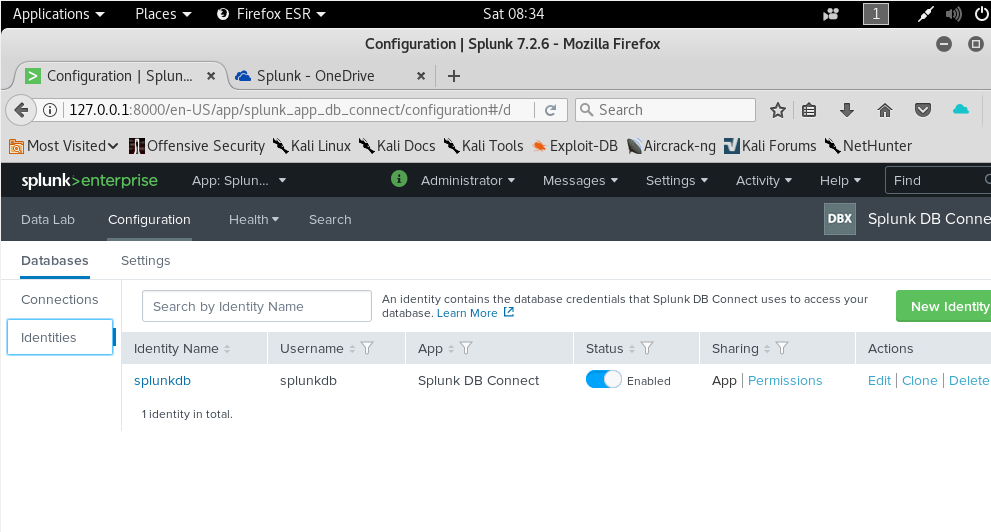 Applications Places Firefox ESR Sat 08:34 1
Configuration | Splunk 7.2.6 - Mozilla Firefox
Configuration | Splun... Splunk - OneDrive
127.0.0.1:8000/en-US/app/splunk_app_db_connect/configuration#/d Search
Most Visited Offensive Security Kali Linux Kali Docs Kali Tools Exploit-DB Aircrack-ng Kali Forums NetHunter
splunk>enterprise App: Splun... Administrator Messages Settings Activity Help Find
Data Lab Configuration Health Search DBX Splunk DB Conne
Databases Settings
Connections
Identities
Search by Identity Name
An identity contains the database credentials that Splunk DB Connect uses to access your
database. Learn More
New Identity
Identity Name Username App Status Sharing Actions
splunkdb splunkdb Splunk DB Connect Enabled App | Permissions Edit | Clone | Delete
1 identity in total.